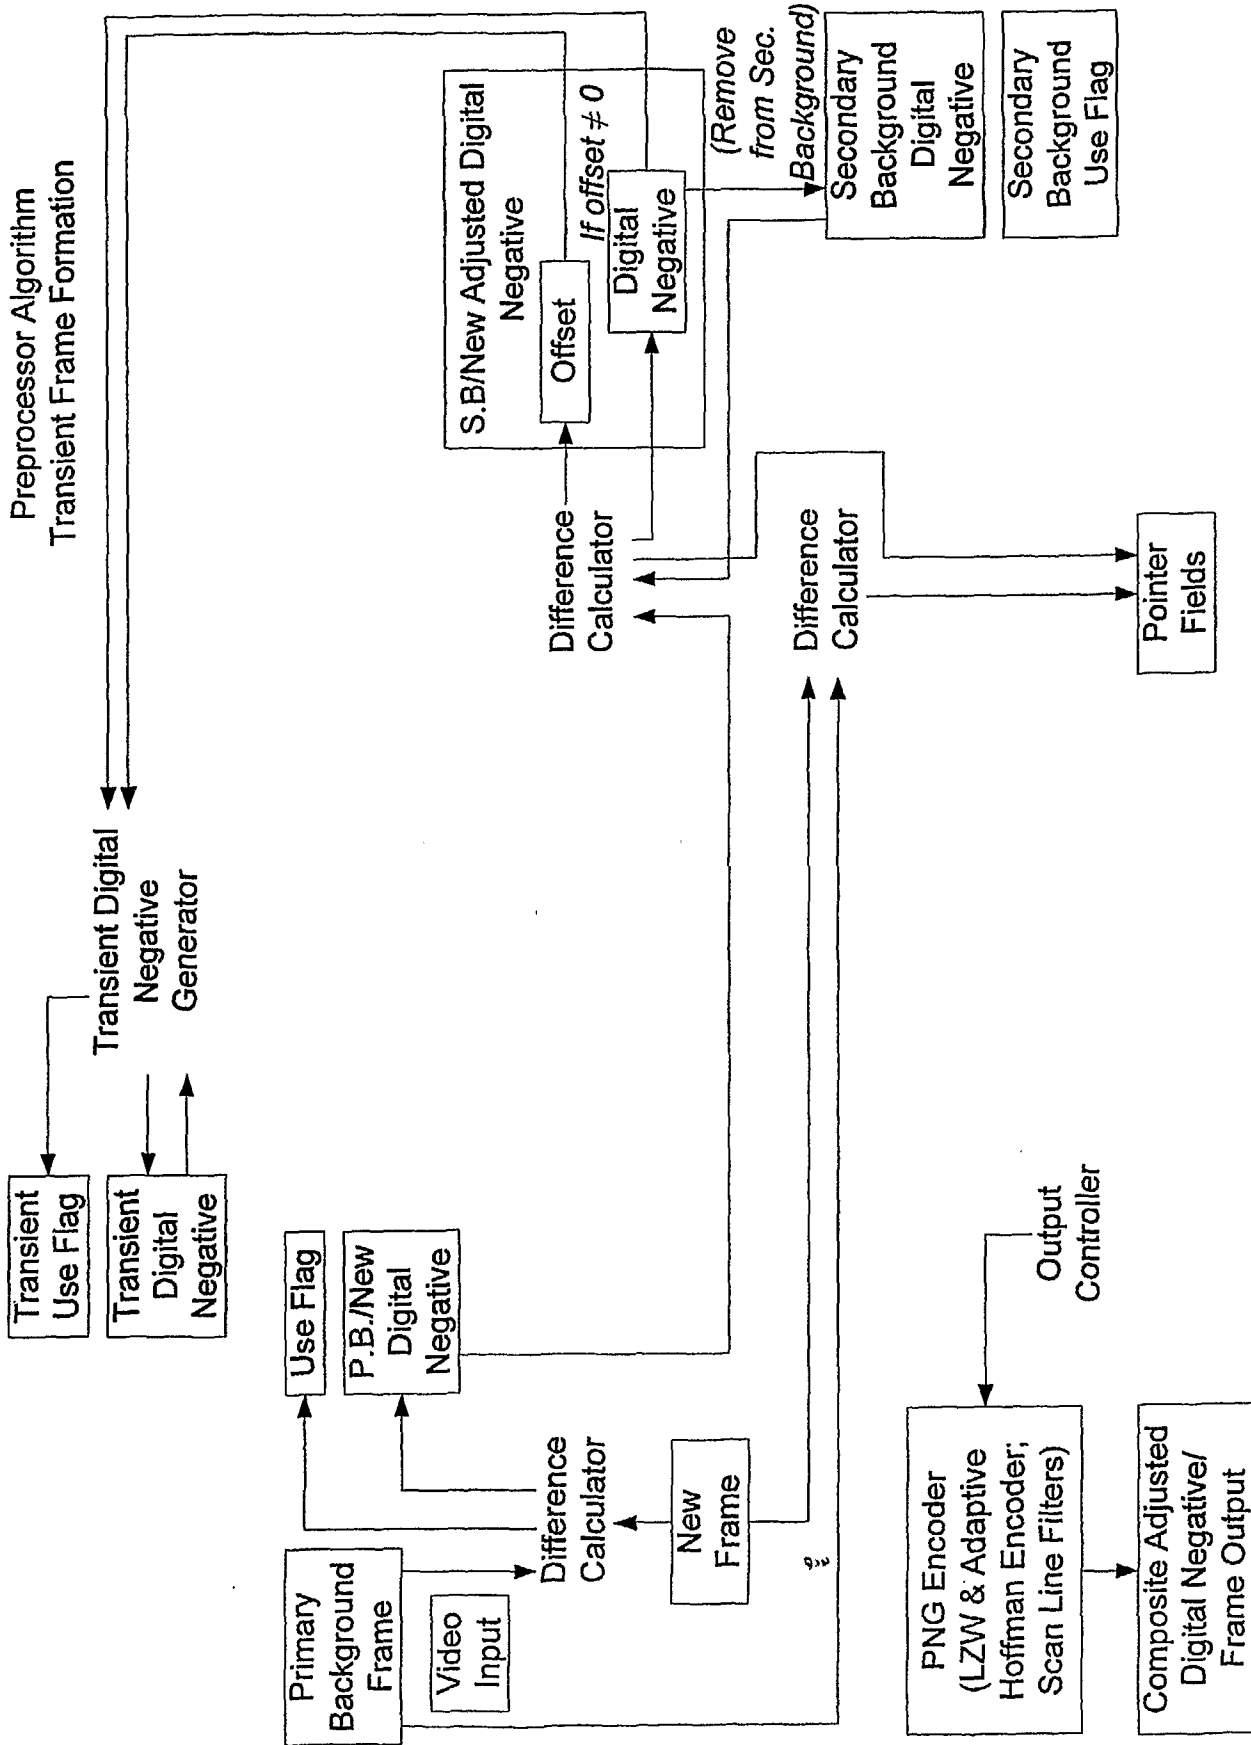 Preprocessor Algorithm
Transient Frame Formation
Transient
Use Flag
Transient
Digital
Negative
Transient Digital
Negative
Generator
Use Flag
P.B./New
Digital
Negative
Primary
Background
Frame
Video
Input
Difference
Calculator
New
Frame
S.B/New Adjusted Digital
Negative
Offset
If offset ≠ 0
Digital
Negative
Difference
Calculator
(Remove
from Sec.
Background)
Secondary
Background
Digital
Negative
Secondary
Background
Use Flag
Difference
Calculator
Pointer
Fields
Output
Controller
PNG Encoder
(LZW & Adaptive
Hoffman Encoder;
Scan Line Filters)
Composite Adjusted
Digital Negative/
Frame Output